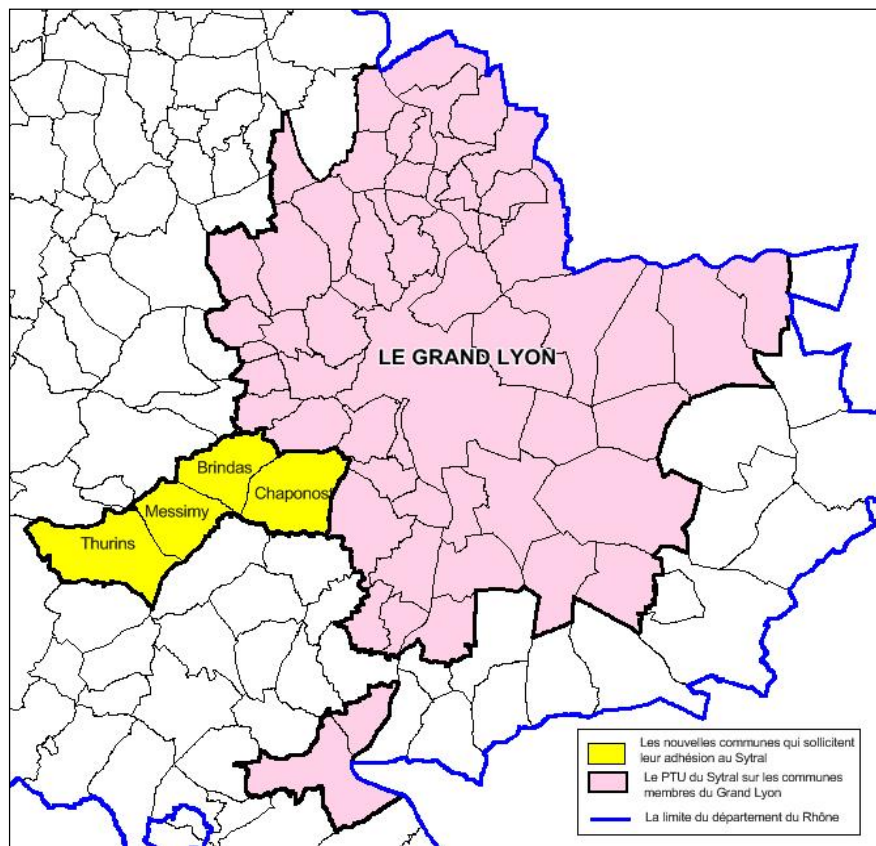 LE GRAND LYON
Brindas
Chaponost
Messimy
Thurins
Les nouvelles communes qui sollicitent
leur adhésion au Sytral
Le PTU du Sytral sur les communes
membres du Grand Lyon
La limite du département du Rhône